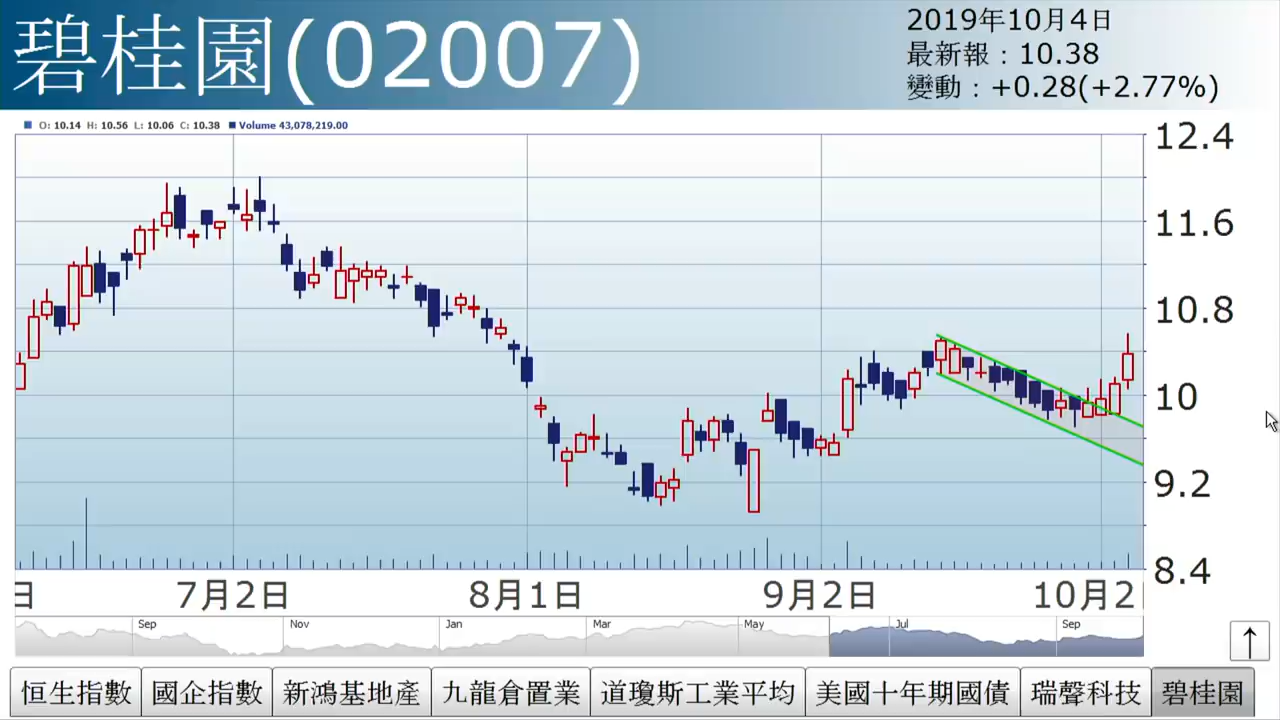 碧桂園(02007)
2019年10月4日
最新報：10.38
變動：+0.28(+2.77%)
O: 10.14 H: 10.56 L: 10.06 C: 10.38 Volume 43,078,219.00
12.4
11.6
10.8
10
9.2
8.4
日 7月2日 8月1日 9月2日 10月2
Sep Nov Jan Mar May Jul Sep
↑
恒生指數 國企指數 新鴻基地產 九龍倉置業 道瓊斯工業平均 美國十年期國債 瑞聲科技 碧桂園